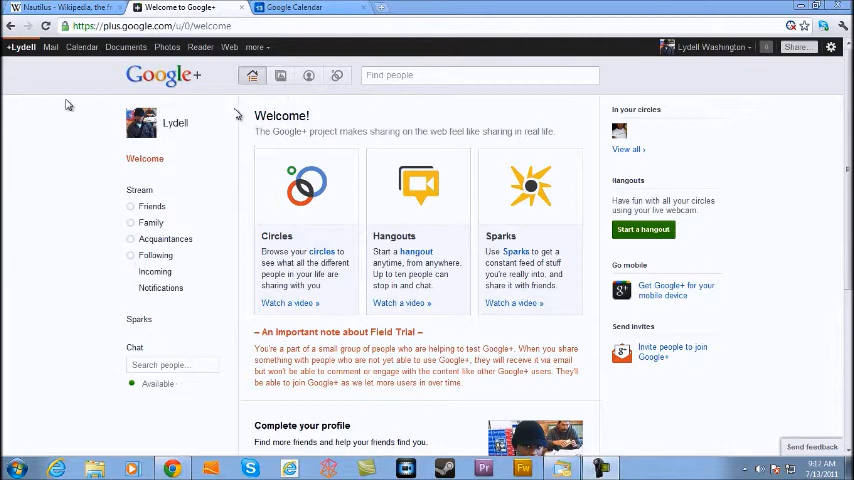 Nautilus - Wikipedia, the fr
Welcome to Google+
Google Calendar
https://plus.google.com/u/0/welcome
+Lydell Mail Calendar Documents Photos Reader Web more
Lydell Washington
0
Share...
Google+
Find people
Lydell
Welcome
Stream
Friends
Family
Acquaintances
Following
Incoming
Notifications
Sparks
Chat
Search people...
Available
Welcome!
The Google+ project makes sharing on the web feel like sharing in real life.
Circles
Browse your circles to
see what all the different
people in your life are
sharing with you
Watch a video »
Hangouts
Start a hangout
anytime, from anywhere.
Up to ten people can
stop in and chat.
Watch a video »
Sparks
Use Sparks to get a
constant feed of stuff
you're really into, and
share it with friends.
Watch a video »
– An important note about Field Trial –
You're a part of a small group of people who are helping to test Google+. When you share
something with people who are not yet able to use Google+, they will receive it via email
but won't be able to comment or engage with the content like other Google+ users. They'll
be able to join Google+ as we let more users in over time.
Complete your profile
Find more friends and help your friends find you.
In your circles
View all ›
Hangouts
Have fun with all your circles
using your live webcam.
Start a hangout
Go mobile
Get Google+ for your
mobile device
Send invites
Invite people to join
Google+
Send feedback
Pr
Fw
9:12 AM
7/13/2011